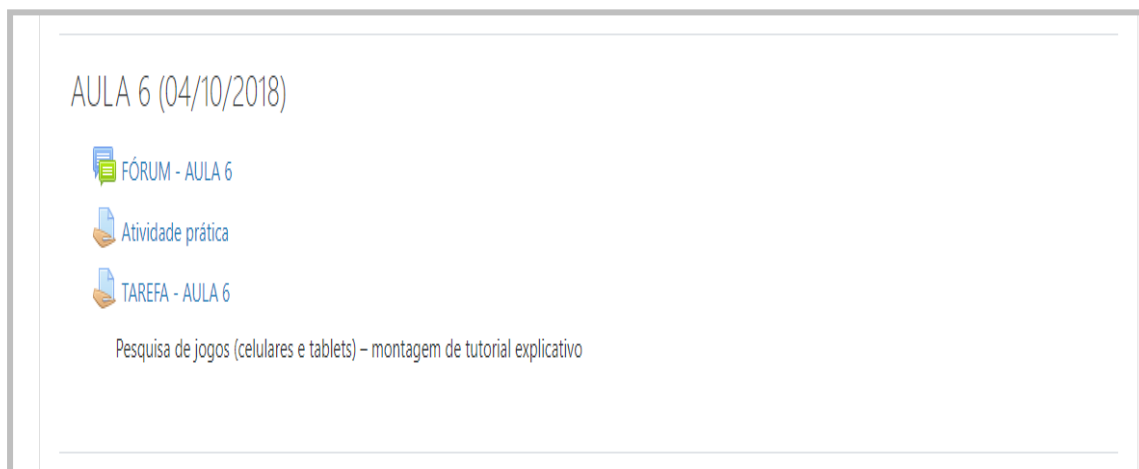 AULA 6 (04/10/2018)
FÓRUM - AULA 6
Atividade prática
TAREFA - AULA 6
Pesquisa de jogos (celulares e tablets) – montagem de tutorial explicativo